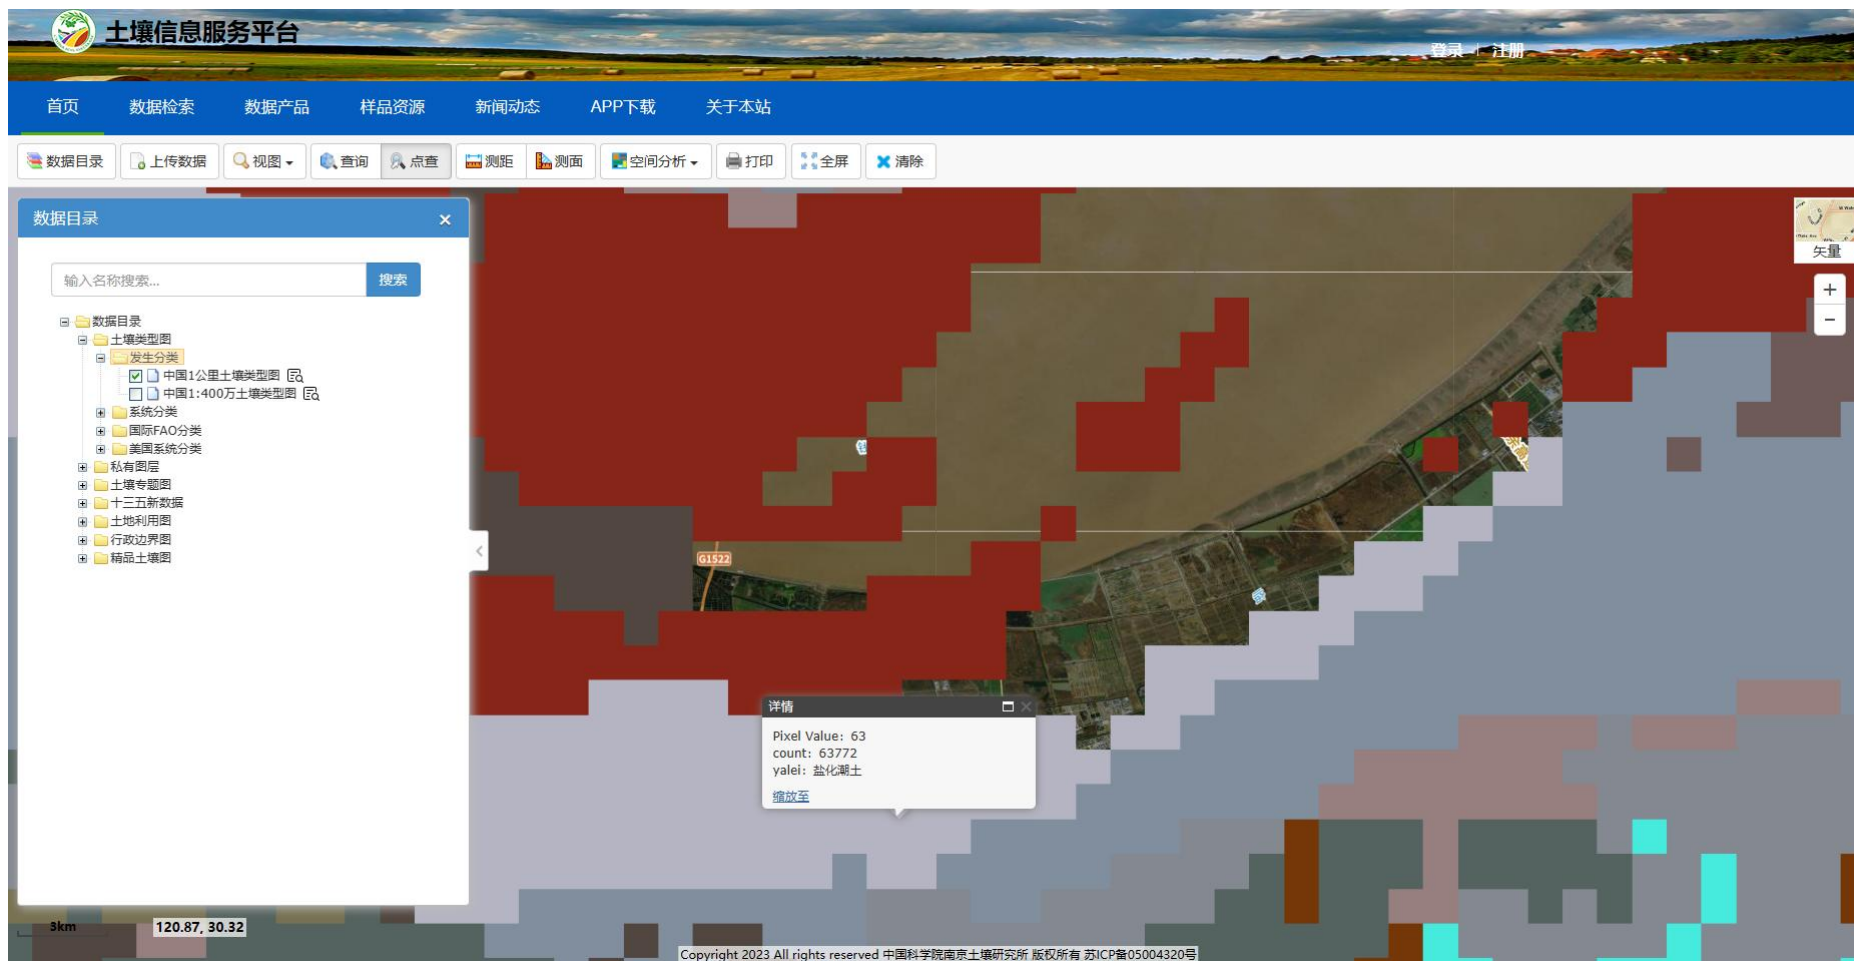 土壤信息服务平台
登录 | 注册
首页 数据检索 数据产品 样品资源 新闻动态 APP下载 关于本站
数据目录 上传数据 视图 查询 点查 测距 测面 空间分析 打印 全屏 清除
数据目录 ×
输入名称搜索... 搜索
数据目录
土壤类型图
发生分类
中国1公里土壤类型图
中国1:400万土壤类型图
系统分类
国际FAO分类
美国系统分类
私有图层
土壤专题图
十三五新数据
土地利用图
行政边界图
精品土壤图
矢量
+
−
G1522
详情
Pixel Value: 63
count: 63772
yalei: 盐化潮土
缩放至
3km
120.87, 30.32
Copyright 2023 All rights reserved 中国科学院南京土壤研究所 版权所有 苏ICP备05004320号